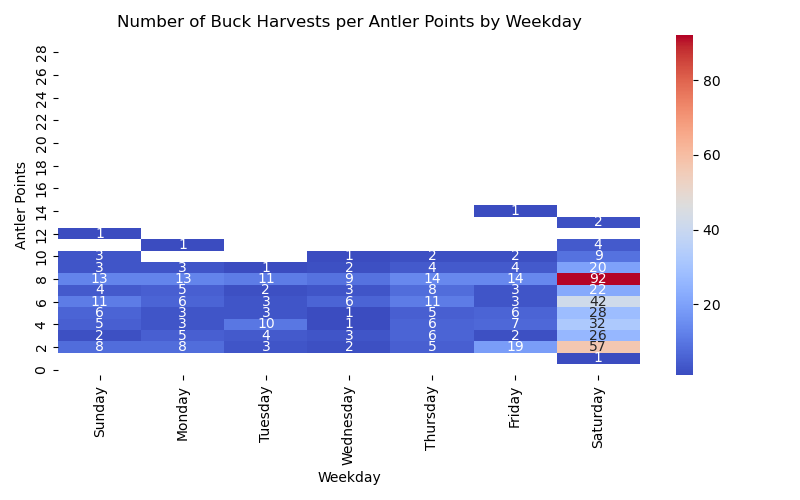 Number of Buck Harvests per Antler Points by Weekday
Antler Points
28
26
24
22
20
18
16
14
12
10
8
6
4
2
0
1
2
1
1 4
3 1 2 2 9
3 3 1 2 4 4 20
13 13 11 9 14 14 92
4 5 2 3 8 3 22
11 6 3 6 11 3 42
6 3 3 1 5 6 28
5 3 10 1 6 7 32
2 5 4 3 6 2 26
8 8 3 2 5 19 57
1
Sunday
Monday
Tuesday
Wednesday
Thursday
Friday
Saturday
Weekday
80
60
40
20